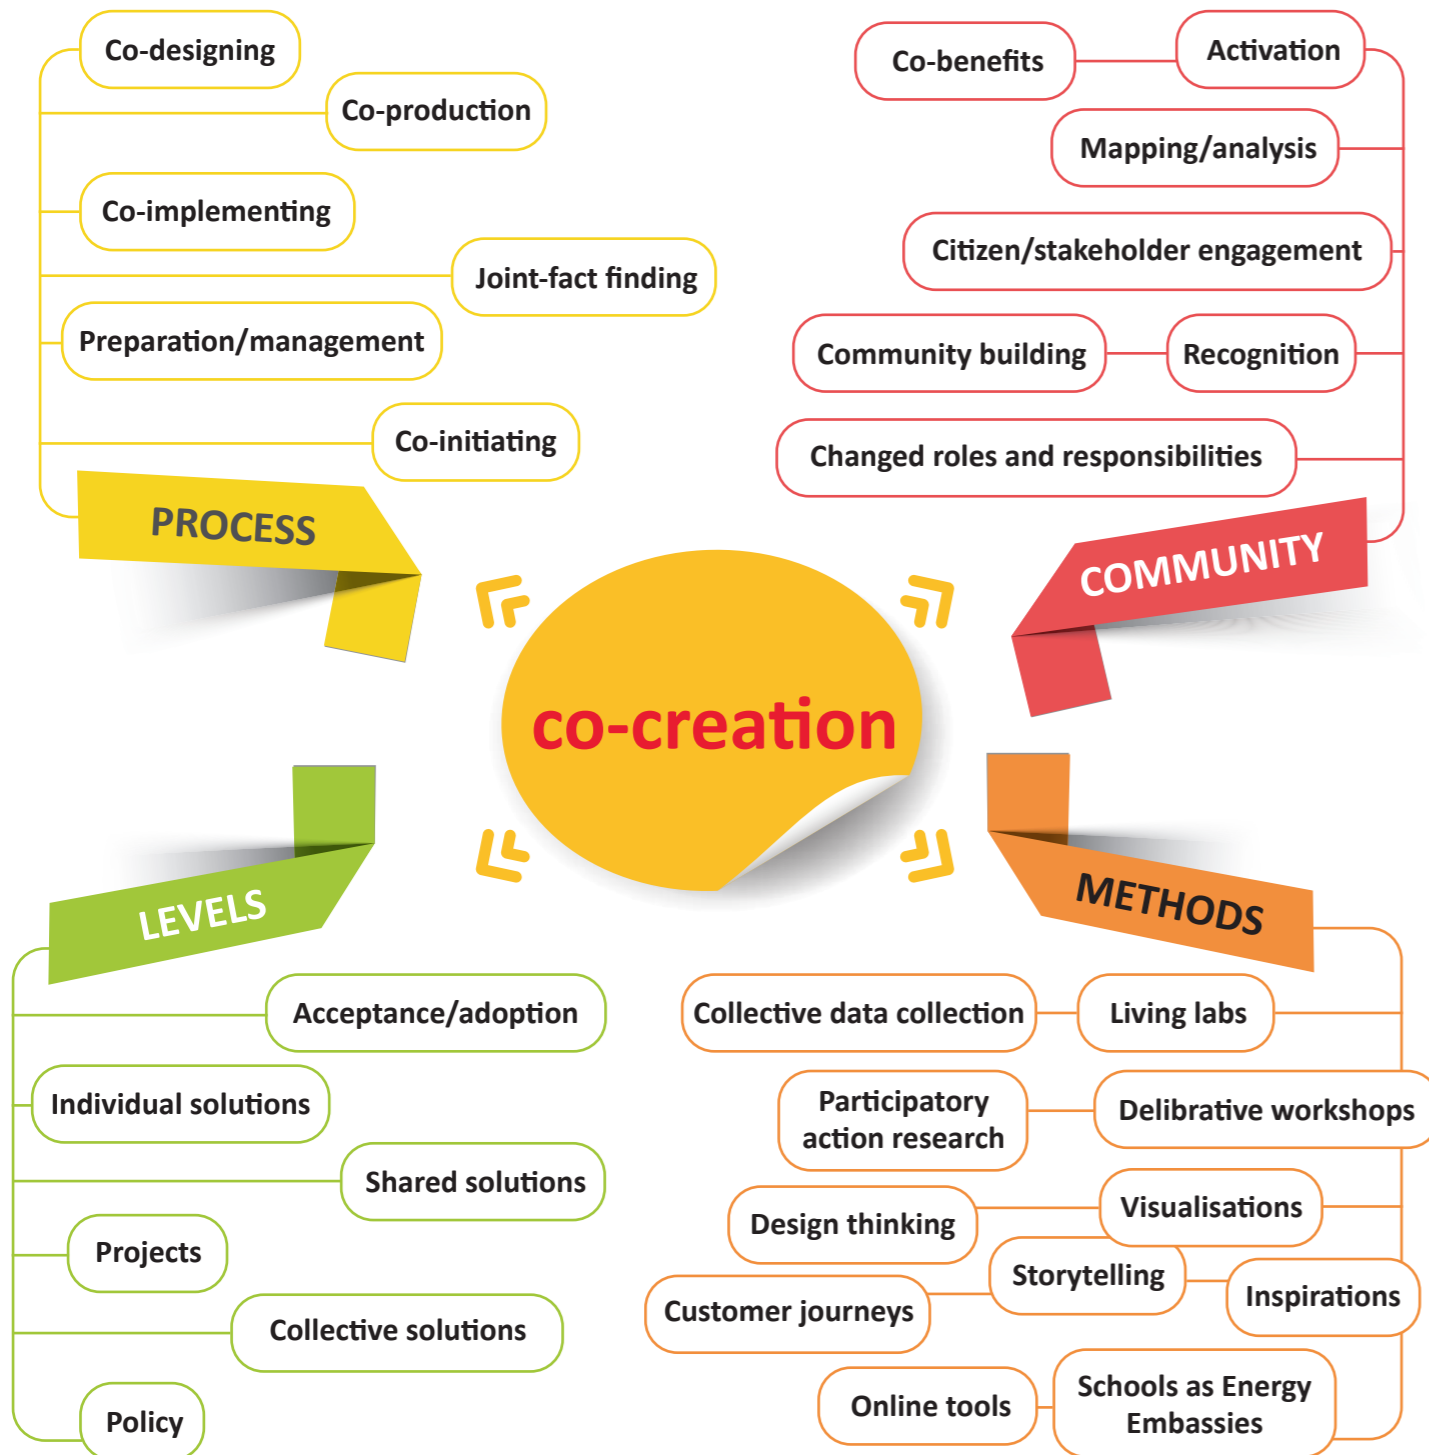 Co-designing
Co-production
Co-implementing
Joint-fact finding
Preparation/management
Co-initiating
PROCESS
Co-benefits
Activation
Mapping/analysis
Citizen/stakeholder engagement
Community building
Recognition
Changed roles and responsibilities
COMMUNITY
co-creation
LEVELS
Acceptance/adoption
Individual solutions
Shared solutions
Projects
Collective solutions
Policy
METHODS
Collective data collection
Living labs
Participatory
action research
Delibrative workshops
Design thinking
Visualisations
Storytelling
Customer journeys
Inspirations
Online tools
Schools as Energy
Embassies